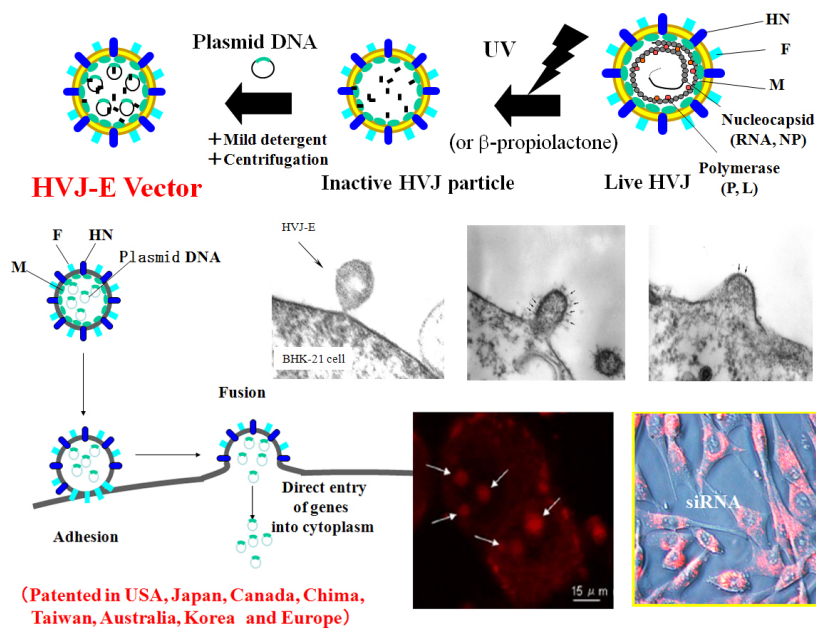 Plasmid DNA
+Mild detergent
+Centrifugation
HVJ-E Vector
Inactive HVJ particle
UV
(or β-propiolactone)
Live HVJ
HN
F
M
Nucleocapsid
(RNA, NP)
Polymerase
(P, L)
F
HN
M
Plasmid DNA
Adhesion
Fusion
Direct entry
of genes
into cytoplasm
HVJ-E
BHK-21 cell
15 μm
siRNA
(Patented in USA, Japan, Canada, Chima,
Taiwan, Australia, Korea and Europe)